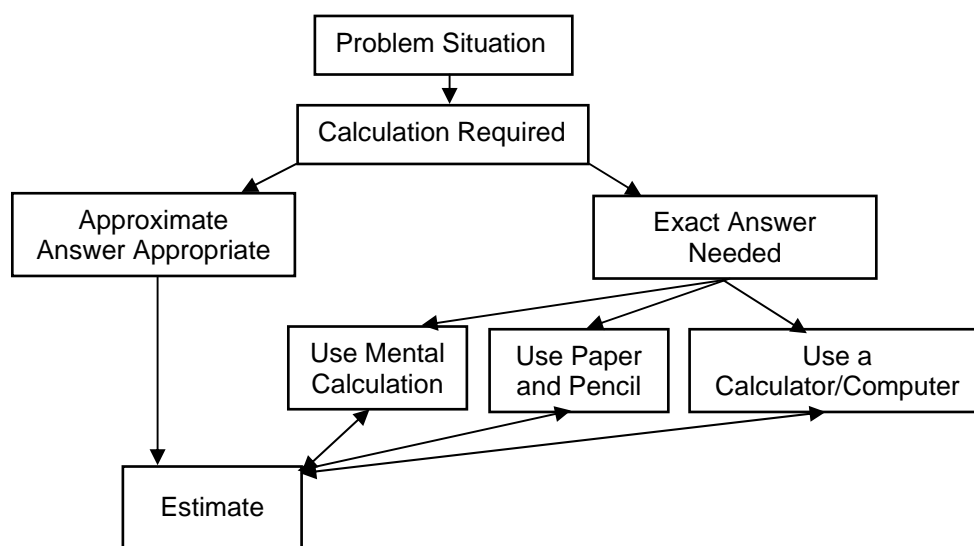 Problem Situation
Calculation Required
Approximate
Answer Appropriate
Exact Answer
Needed
Use Mental
Calculation
Use Paper
and Pencil
Use a
Calculator/Computer
Estimate